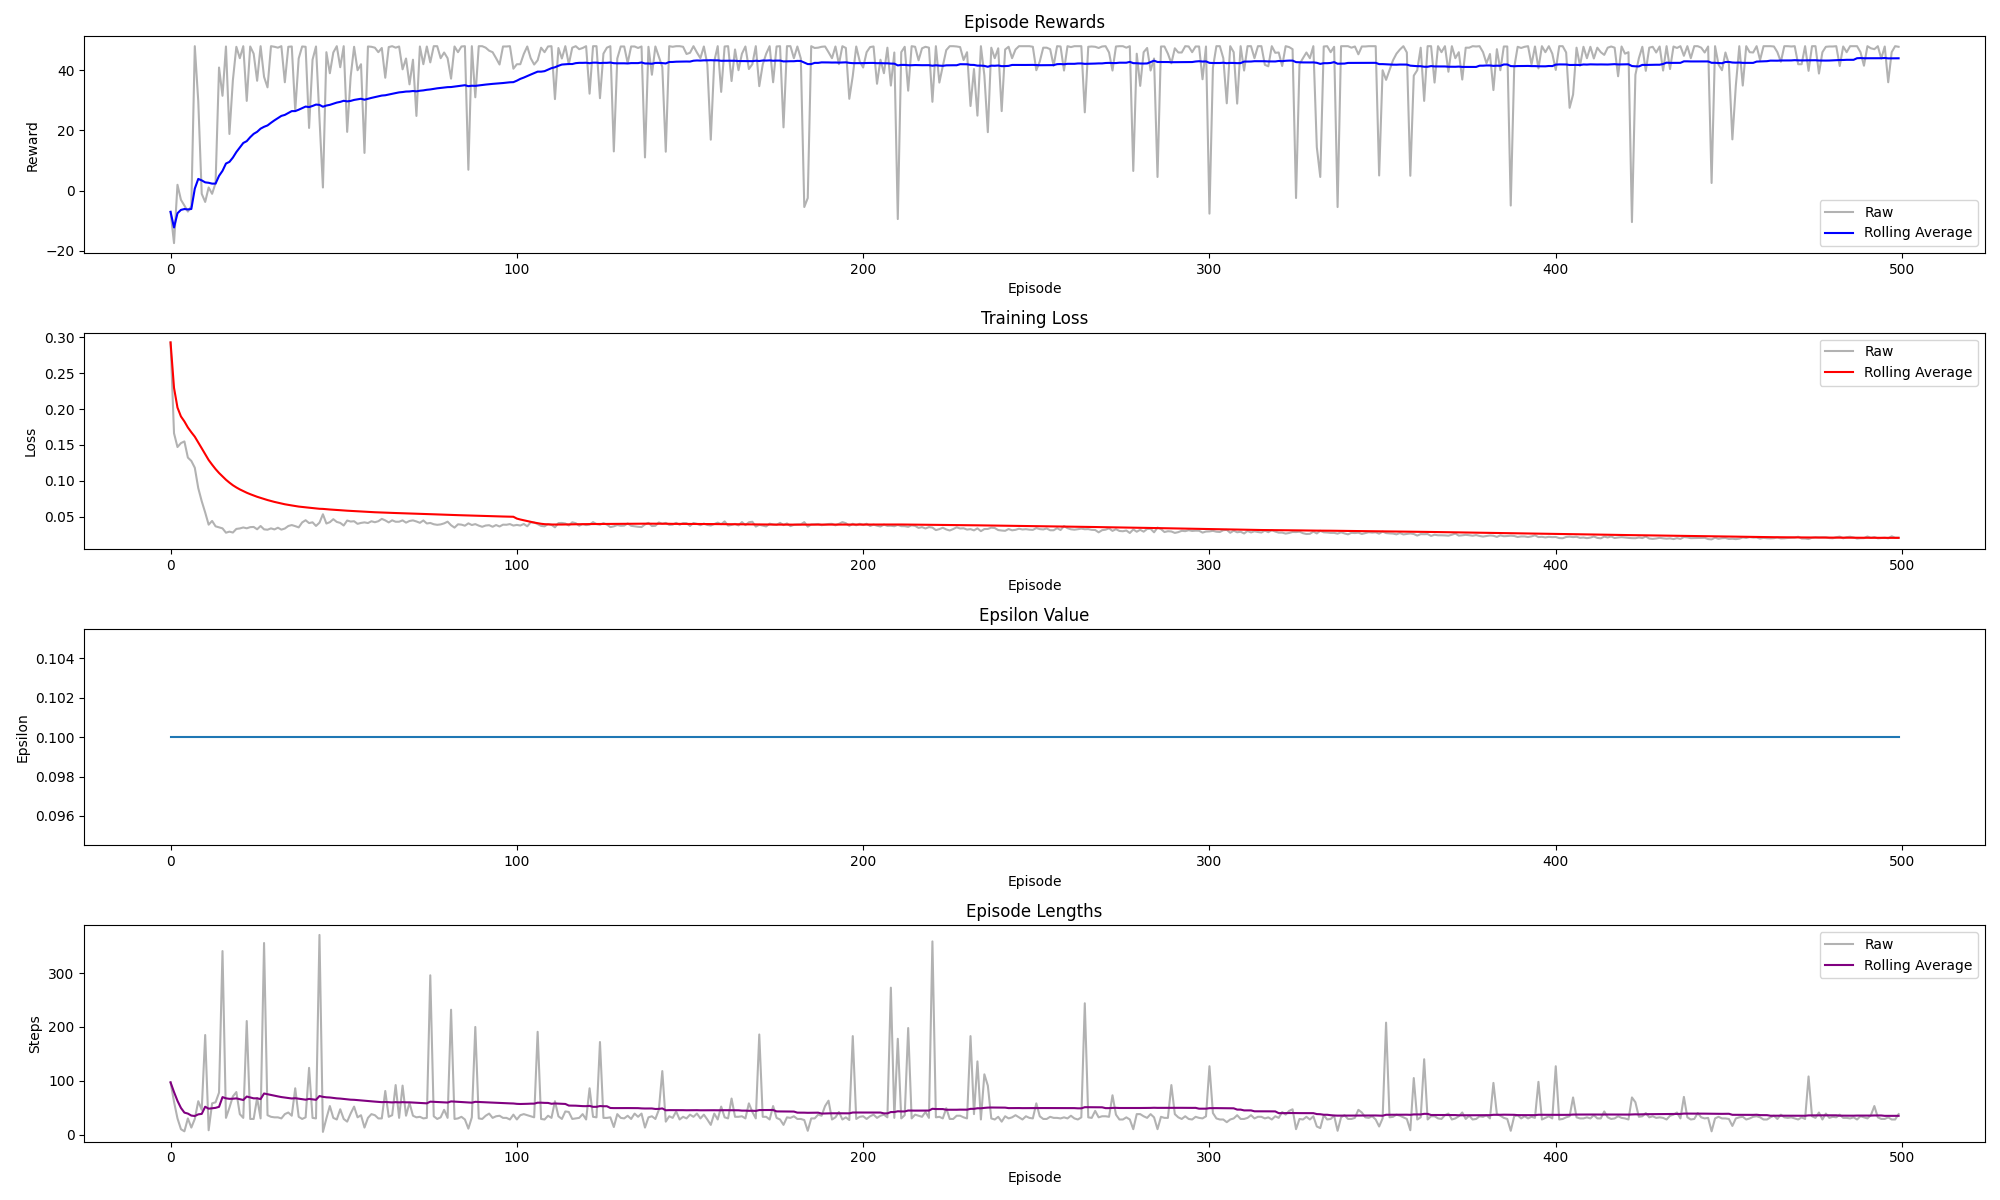 Episode Rewards
Reward
40
20
0
−20
Raw
Rolling Average
0 100 200 300 400 500
Episode
Training Loss
Loss
0.30
0.25
0.20
0.15
0.10
0.05
Raw
Rolling Average
0 100 200 300 400 500
Episode
Epsilon Value
Epsilon
0.104
0.102
0.100
0.098
0.096
0 100 200 300 400 500
Episode
Episode Lengths
Steps
300
200
100
0
Raw
Rolling Average
0 100 200 300 400 500
Episode